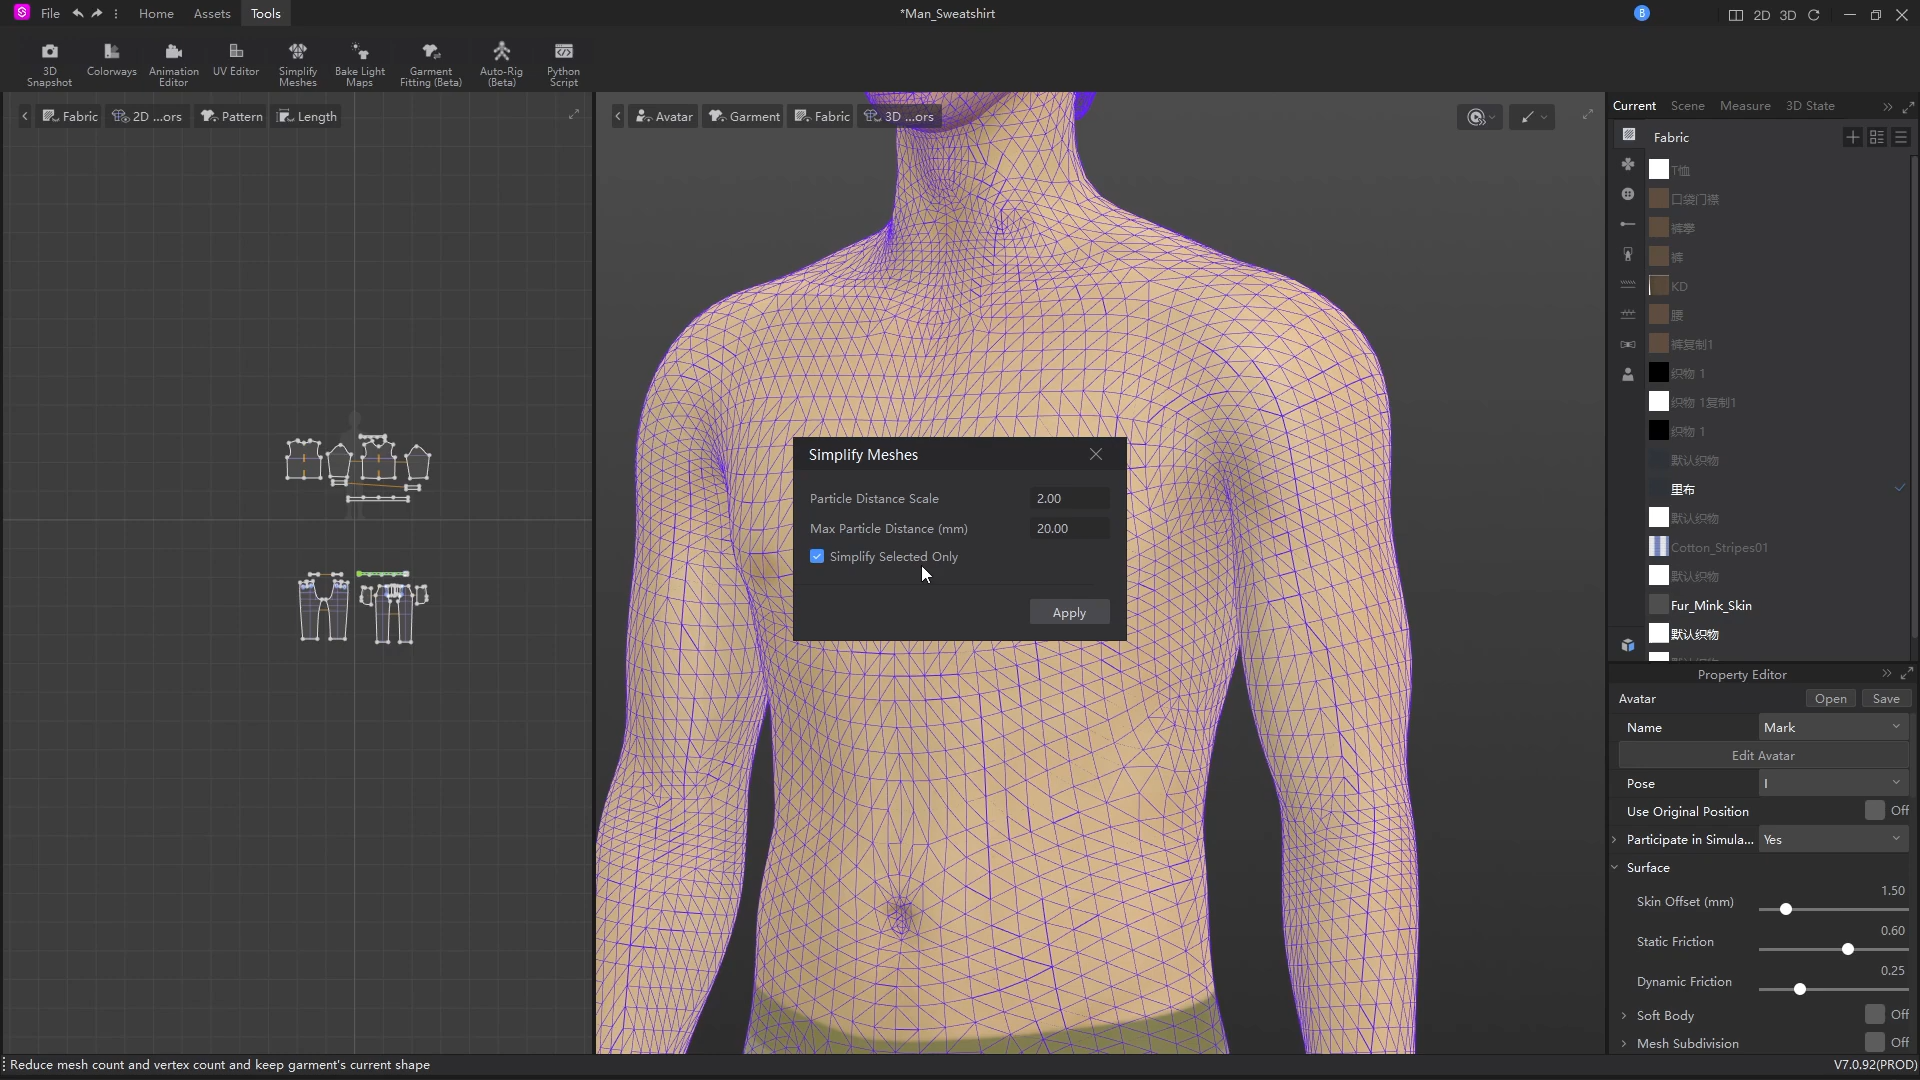 File
Home
Assets
Tools
*Man_Sweatshirt
B
2D
3D
3D Snapshot
Colorways
Animation Editor
UV Editor
Simplify Meshes
Bake Light Maps
Garment Fitting (Beta)
Auto-Rig (Beta)
Python Script
Fabric
2D ...ors
Pattern
Length
Avatar
Garment
Fabric
3D ...ors
Current
Scene
Measure
3D State
Fabric
T恤
口袋门襟
裤
KD
腰
裤复制1
织物 1
织物 1复制1
织物 1
默认织物
里布
默认织物
Cotton_Stripes01
默认织物
Fur_Mink_Skin
默认织物
Simplify Meshes
Particle Distance Scale 2.00
Max Particle Distance (mm) 20.00
Simplify Selected Only
Apply
Property Editor
Avatar Open Save
Name Mark
Edit Avatar
Pose I
Use Original Position Off
Participate in Simula... Yes
Surface
1.50
Skin Offset (mm)
0.60
Static Friction
0.25
Dynamic Friction
Soft Body Off
Mesh Subdivision Off
Reduce mesh count and vertex count and keep garment's current shape
V7.0.92(PROD)